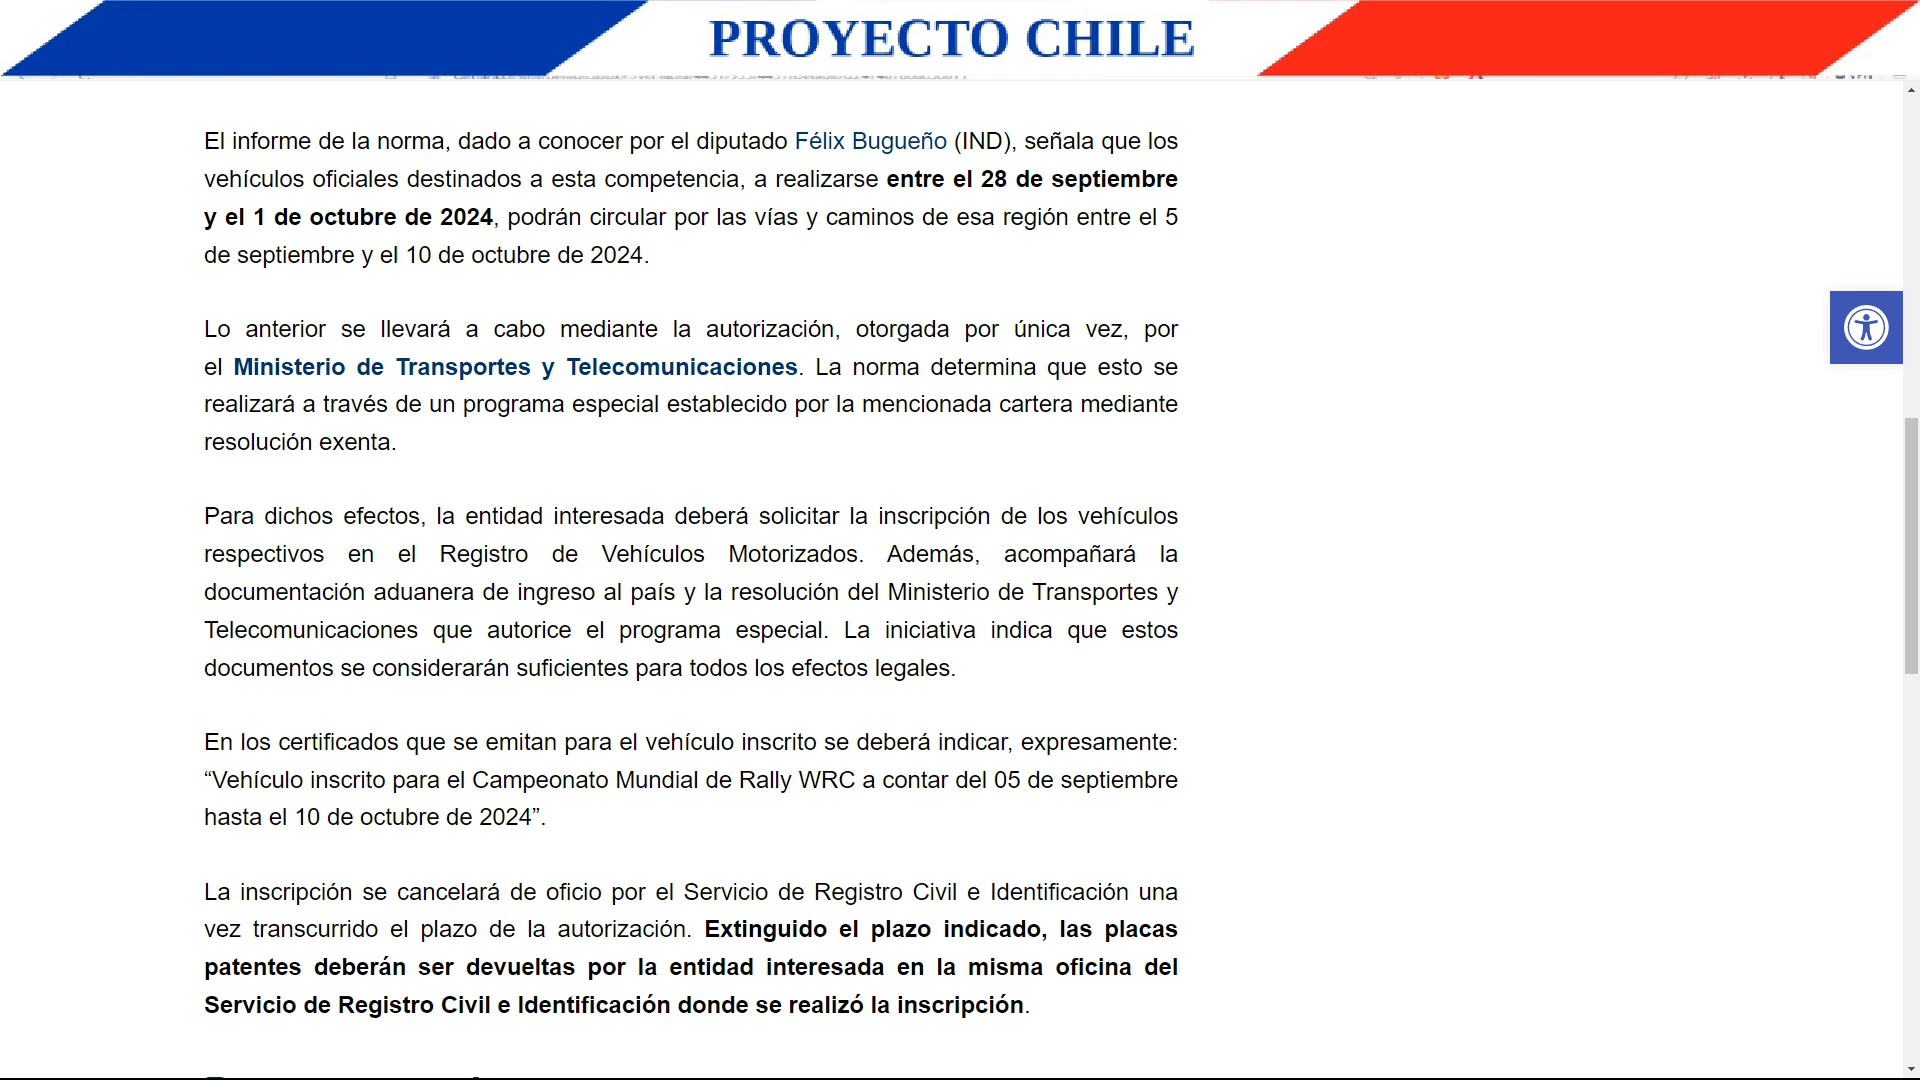 PROYECTO CHILE
El informe de la norma, dado a conocer por el diputado Félix Bugueño (IND), señala que los
vehículos oficiales destinados a esta competencia, a realizarse entre el 28 de septiembre
y el 1 de octubre de 2024, podrán circular por las vías y caminos de esa región entre el 5
de septiembre y el 10 de octubre de 2024.
Lo anterior se llevará a cabo mediante la autorización, otorgada por única vez, por
el Ministerio de Transportes y Telecomunicaciones. La norma determina que esto se
realizará a través de un programa especial establecido por la mencionada cartera mediante
resolución exenta.
Para dichos efectos, la entidad interesada deberá solicitar la inscripción de los vehículos
respectivos en el Registro de Vehículos Motorizados. Además, acompañará la
documentación aduanera de ingreso al país y la resolución del Ministerio de Transportes y
Telecomunicaciones que autorice el programa especial. La iniciativa indica que estos
documentos se considerarán suficientes para todos los efectos legales.
En los certificados que se emitan para el vehículo inscrito se deberá indicar, expresamente:
“Vehículo inscrito para el Campeonato Mundial de Rally WRC a contar del 05 de septiembre
hasta el 10 de octubre de 2024”.
La inscripción se cancelará de oficio por el Servicio de Registro Civil e Identificación una
vez transcurrido el plazo de la autorización. Extinguido el plazo indicado, las placas
patentes deberán ser devueltas por la entidad interesada en la misma oficina del
Servicio de Registro Civil e Identificación donde se realizó la inscripción.